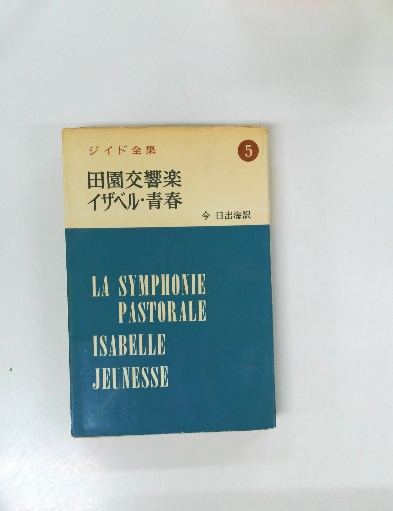 ジイド全集
5
田園交響楽
イザベル・青春
今 日出海訳
LA SYMPHONIE
PASTORALE
ISABELLE
JEUNESSE